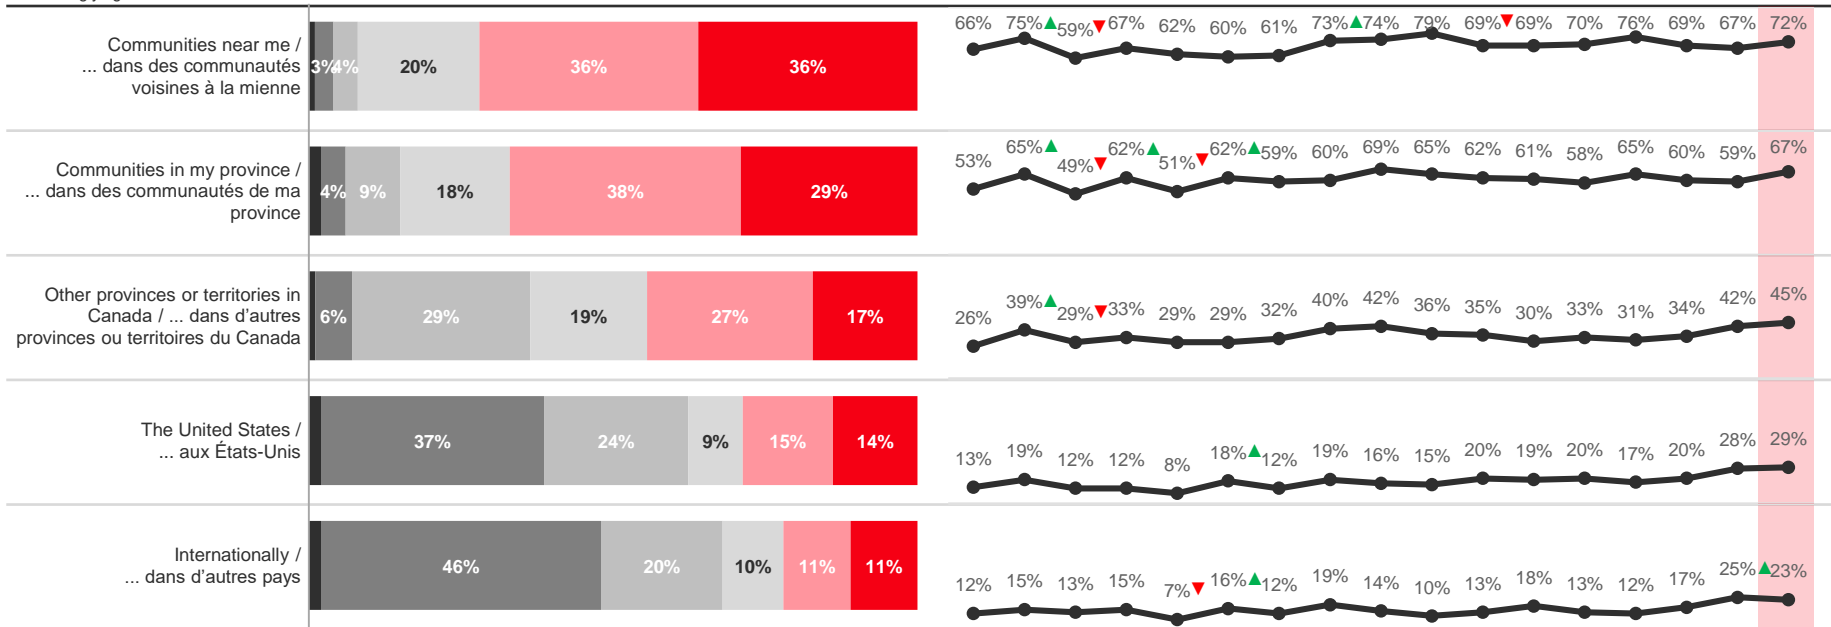 Communities near me /
... dans des communautés
voisines à la mienne
3% 4% 20% 36% 36%
66% 75% 59% 67% 62% 60% 61% 73% 74% 79% 69% 69% 70% 76% 69% 67% 72%
Communities in my province /
... dans des communautés de ma
province
4% 9% 18% 38% 29%
53% 65% 49% 62% 51% 62% 59% 60% 69% 65% 62% 61% 58% 65% 60% 59% 67%
Other provinces or territories in
Canada / ... dans d'autres
provinces ou territoires du Canada
6% 29% 19% 27% 17%
26% 39% 29% 33% 29% 29% 32% 40% 42% 36% 35% 30% 33% 31% 34% 42% 45%
The United States /
... aux États-Unis
37% 24% 9% 15% 14%
13% 19% 12% 12% 8% 18% 12% 19% 16% 15% 20% 19% 20% 17% 20% 28% 29%
Internationally /
... dans d'autres pays
46% 20% 10% 11% 11%
12% 15% 13% 15% 7% 16% 12% 19% 14% 10% 13% 18% 13% 12% 17% 25% 23%